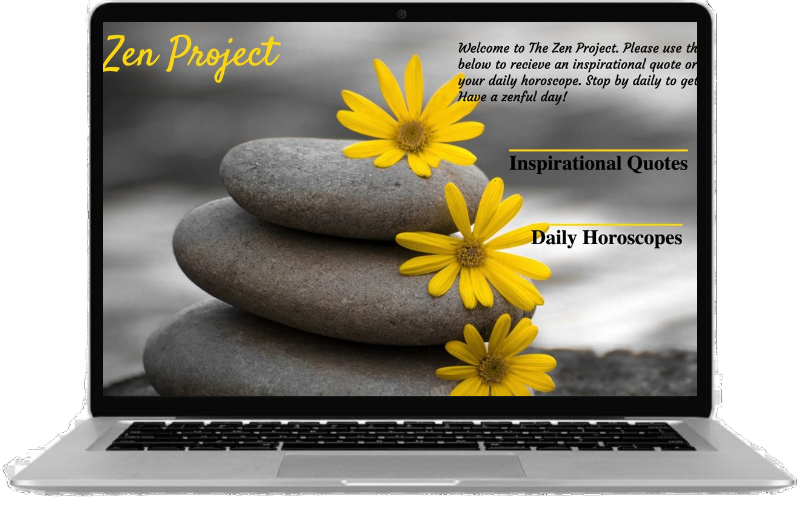 Zen Project
Welcome to The Zen Project. Please use th
below to recieve an inspirational quote or
your daily horoscope. Stop by daily to get
Have a zenful day!
Inspirational Quotes
Daily Horoscopes